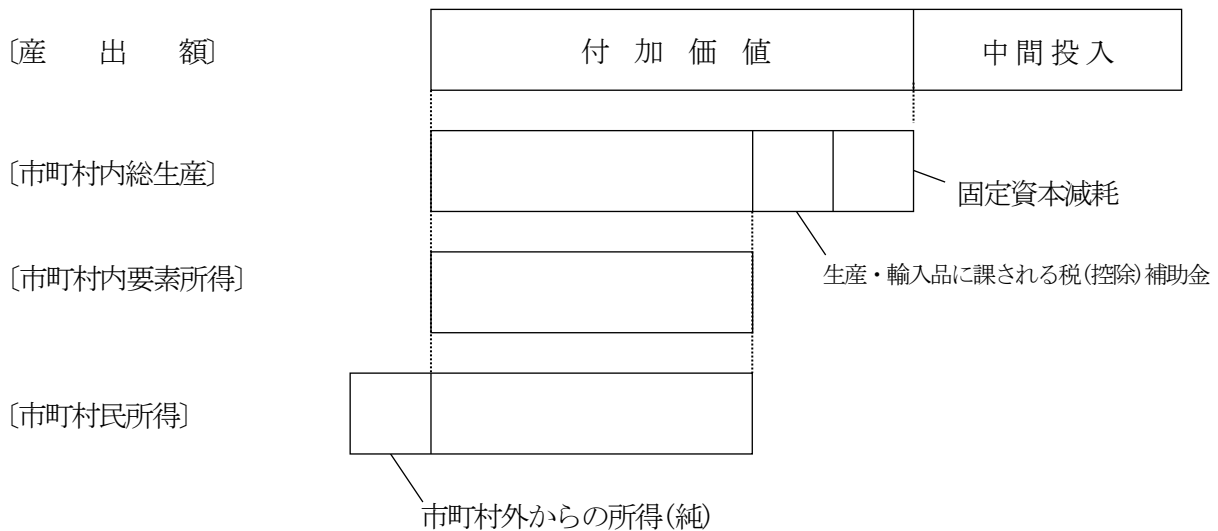 〔産　出　額〕
付 加 価 値
中 間 投 入
〔市町村内総生産〕
固定資本減耗
〔市町村内要素所得〕
生産・輸入品に課される税(控除)補助金
〔市町村民所得〕
市町村外からの所得(純)